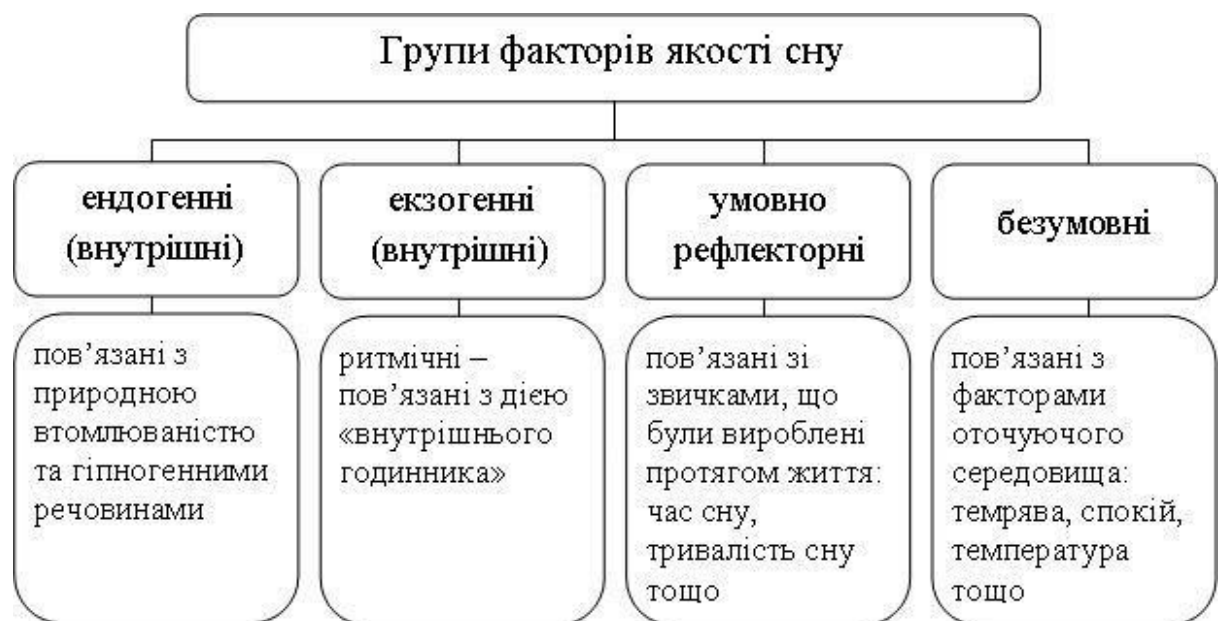 Групи факторів якості сну
ендогенні
(внутрішні)
екзогенні
(внутрішні)
умовно
рефлекторні
безумовні
пов’язані з
природною
втомлюваністю
та гіпногенними
речовинами
ритмічні –
пов’язані з дією
«внутрішнього
годинника»
пов’язані зі
звичками, що
були вироблені
протягом життя:
час сну,
тривалість сну
тощо
пов’язані з
факторами
оточуючого
середовища:
темрява, спокій,
температура
тощо